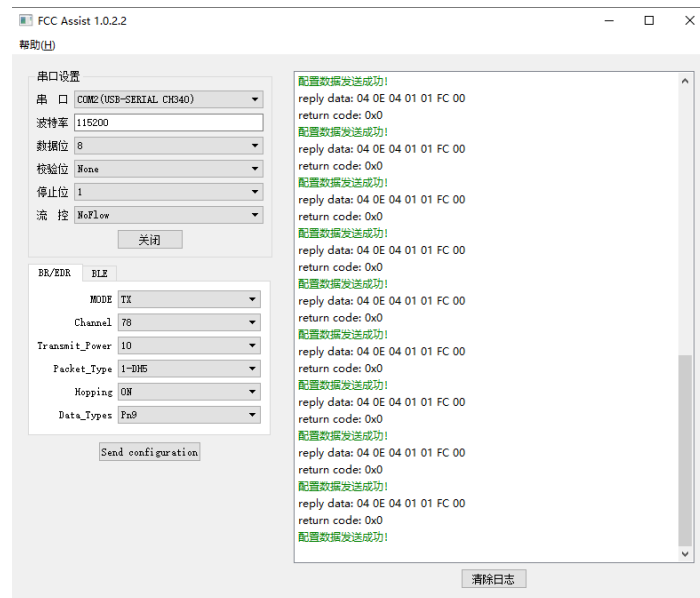 FCC Assist 1.0.2.2
帮助(H)
串口设置
串 口 COM2(USB-SERIAL CH340)
波特率 115200
数据位 8
校验位 None
停止位 1
流 控 NoFlow
关闭
BR/EDR BLE
MODE TX
Channel 78
Transmit_Power 10
Packet_Type 1-DH5
Hopping ON
Data_Types Pn9
Send configuration
配置数据发送成功!
reply data: 04 0E 04 01 01 FC 00
return code: 0x0
配置数据发送成功!
reply data: 04 0E 04 01 01 FC 00
return code: 0x0
配置数据发送成功!
reply data: 04 0E 04 01 01 FC 00
return code: 0x0
配置数据发送成功!
reply data: 04 0E 04 01 01 FC 00
return code: 0x0
配置数据发送成功!
reply data: 04 0E 04 01 01 FC 00
return code: 0x0
配置数据发送成功!
reply data: 04 0E 04 01 01 FC 00
return code: 0x0
配置数据发送成功!
reply data: 04 0E 04 01 01 FC 00
return code: 0x0
配置数据发送成功!
reply data: 04 0E 04 01 01 FC 00
return code: 0x0
配置数据发送成功!
reply data: 04 0E 04 01 01 FC 00
return code: 0x0
配置数据发送成功!
清除日志